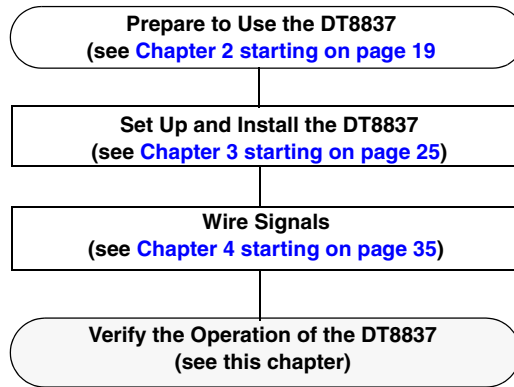 Prepare to Use the DT8837
(see Chapter 2 starting on page 19
Set Up and Install the DT8837
(see Chapter 3 starting on page 25)
Wire Signals
(see Chapter 4 starting on page 35)
Verify the Operation of the DT8837
(see this chapter)